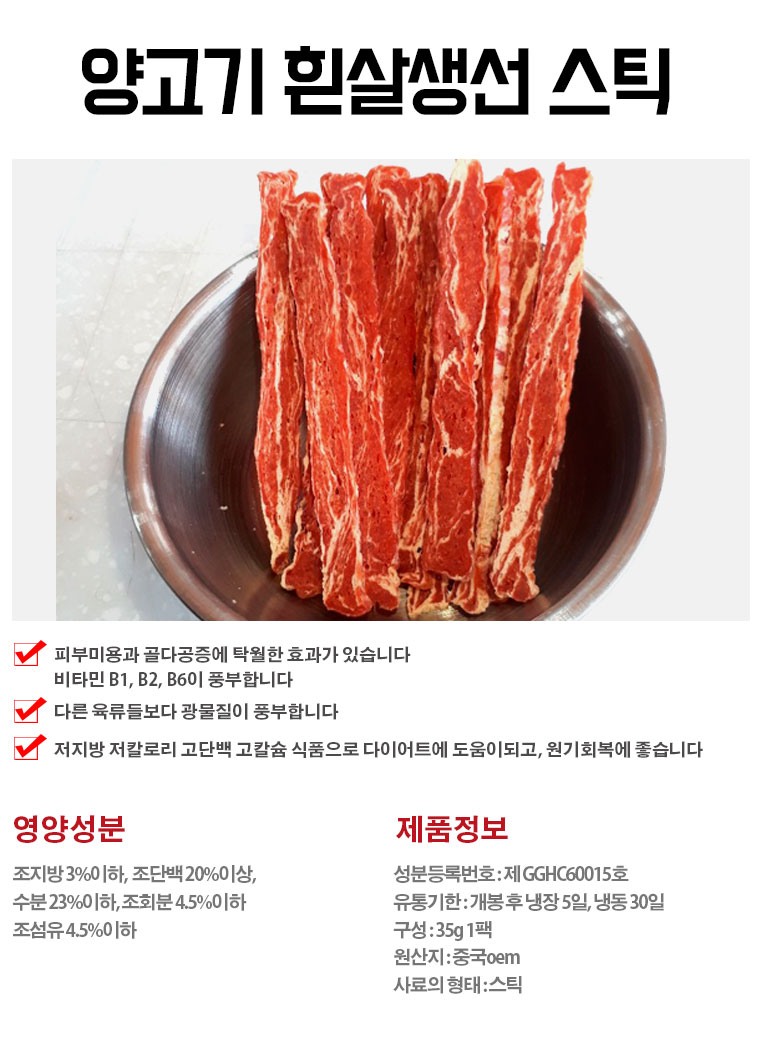 양고기 흰살생선 스틱
피부미용과 골다공증에 탁월한 효과가 있습니다
비타민 B1, B2, B6이 풍부합니다
다른 육류들보다 광물질이 풍부합니다
저지방 저칼로리 고단백 고칼슘 식품으로 다이어트에 도움이되고, 원기회복에 좋습니다
영양성분
조지방 3%이하, 조단백 20%이상,
수분 23%이하, 조회분 4.5%이하
조섬유 4.5%이하
제품정보
성분등록번호 : 제 GGHC60015호
유통기한 : 개봉 후 냉장 5일, 냉동 30일
구성 : 35g 1팩
원산지 : 중국oem
사료의 형태 : 스틱